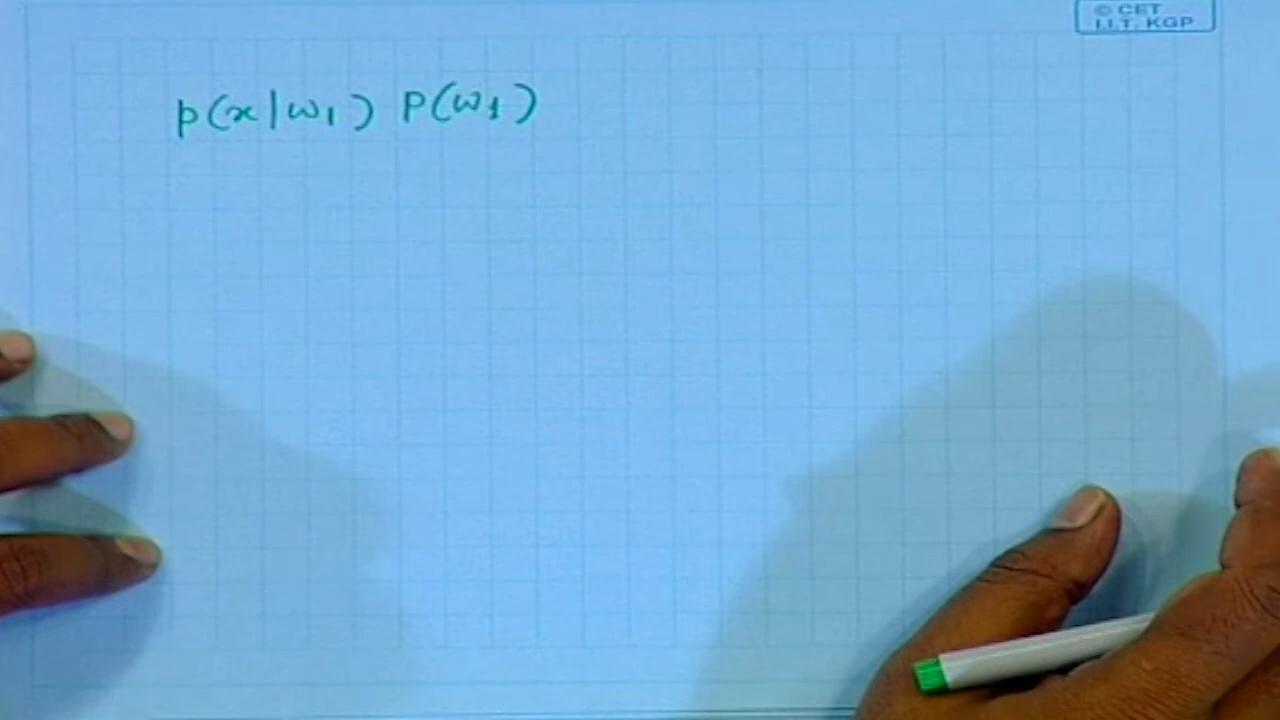 © CET
I.I.T. KGP
p(x|ω₁) P(ω₁)